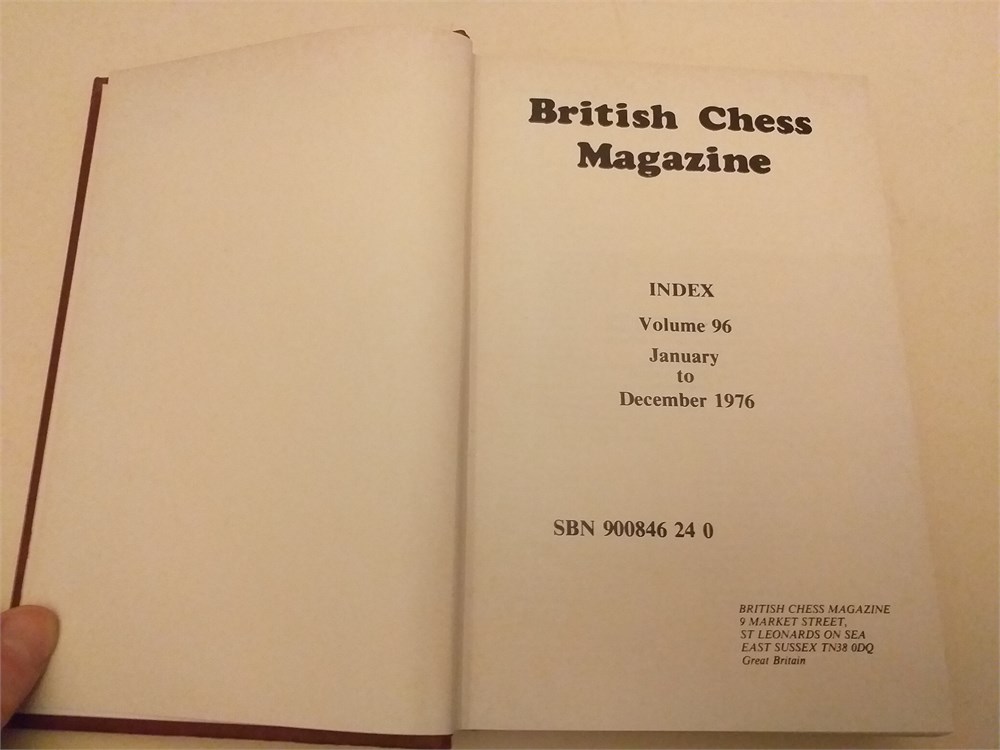 British Chess
Magazine
INDEX
Volume 96
January
to
December 1976
SBN 900846 24 0
BRITISH CHESS MAGAZINE
9 MARKET STREET,
ST LEONARDS ON SEA
EAST SUSSEX TN38 0DQ
Great Britain